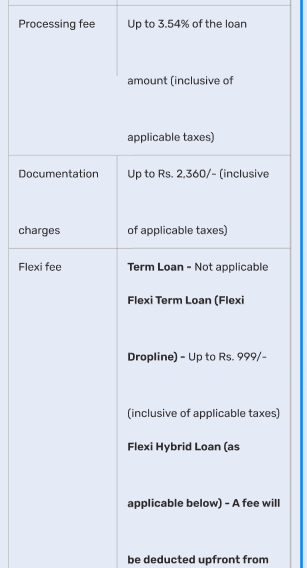 Processing fee Up to 3.54% of the loan
amount (inclusive of
applicable taxes)
Documentation Up to Rs. 2,360/- (inclusive
charges of applicable taxes)
Flexi fee Term Loan - Not applicable
Flexi Term Loan (Flexi
Dropline) - Up to Rs. 999/-
(inclusive of applicable taxes)
Flexi Hybrid Loan (as
applicable below) - A fee will
be deducted upfront from